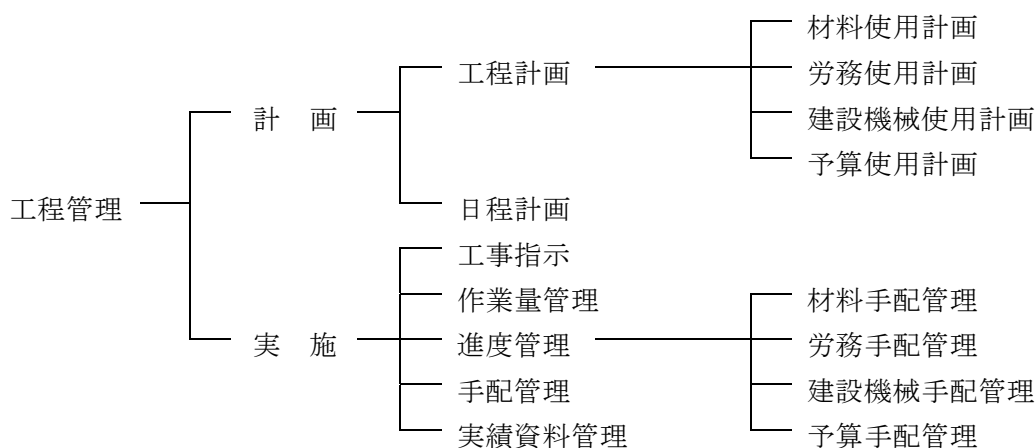 工程管理
計　画
工程計画
材料使用計画
労務使用計画
建設機械使用計画
予算使用計画
日程計画
実　施
工事指示
作業量管理
進度管理
材料手配管理
労務手配管理
建設機械手配管理
予算手配管理
手配管理
実績資料管理